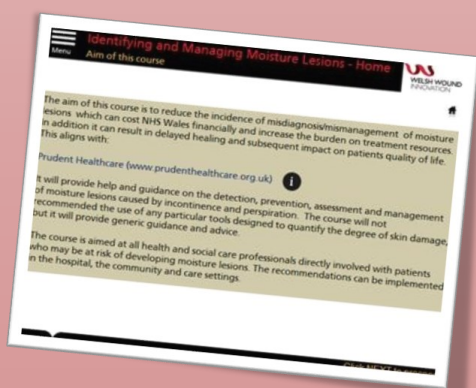 Identifying and Managing Moisture Lesions - Home
Menu
Aim of this course
WELSH WOUND
INNOVATION
The aim of this course is to reduce the incidence of misdiagnosis/mismanagement of moisture
lesions which can cost NHS Wales financially and increase the burden on treatment resources.
In addition it can result in delayed healing and subsequent impact on patients quality of life.
This aligns with:
Prudent Healthcare (www.prudenthealthcare.org.uk) i
It will provide help and guidance on the detection, prevention, assessment and management
of moisture lesions caused by incontinence and perspiration. The course will not
recommended the use of any particular tools designed to quantify the degree of skin damage,
but it will provide generic guidance and advice.
The course is aimed at all health and social care professionals directly involved with patients
who may be at risk of developing moisture lesions. The recommendations can be implemented
in the hospital, the community and care settings.
Click NEXT to